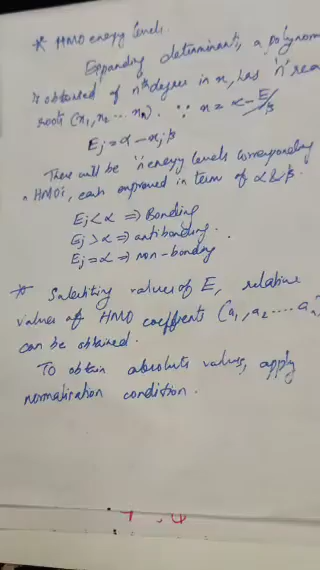 * HMO energy levels.
Expanding determinant, a polynom
is obtained of nth degree in x, has 'n' rea
roots (x₁, x₂ ... xₙ). ∵ x = α - E/β
Eⱼ = α - xⱼ β
There will be 'n' energy levels corresponding
n HMO's, each expressed in term of α & β.
Eⱼ < α ⇒ Bonding
Eⱼ > α ⇒ antibonding.
Eⱼ = α ⇒ non-bonding
* Substituting values of E, relative
values of HMO coefficients (a₁, a₂ .... aₙ)
can be obtained.
To obtain absolute values, apply
normalisation condition.